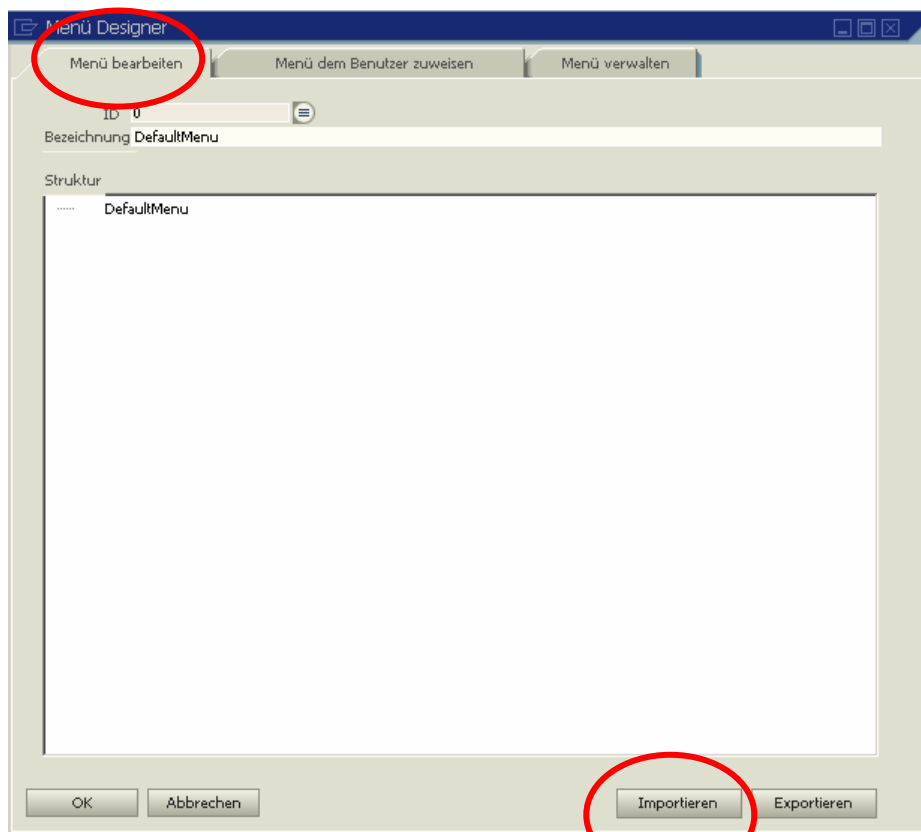 Menü Designer
Menü bearbeiten Menü dem Benutzer zuweisen Menü verwalten
ID 0
Bezeichnung DefaultMenu
Struktur
DefaultMenu
OK Abbrechen Importieren Exportieren